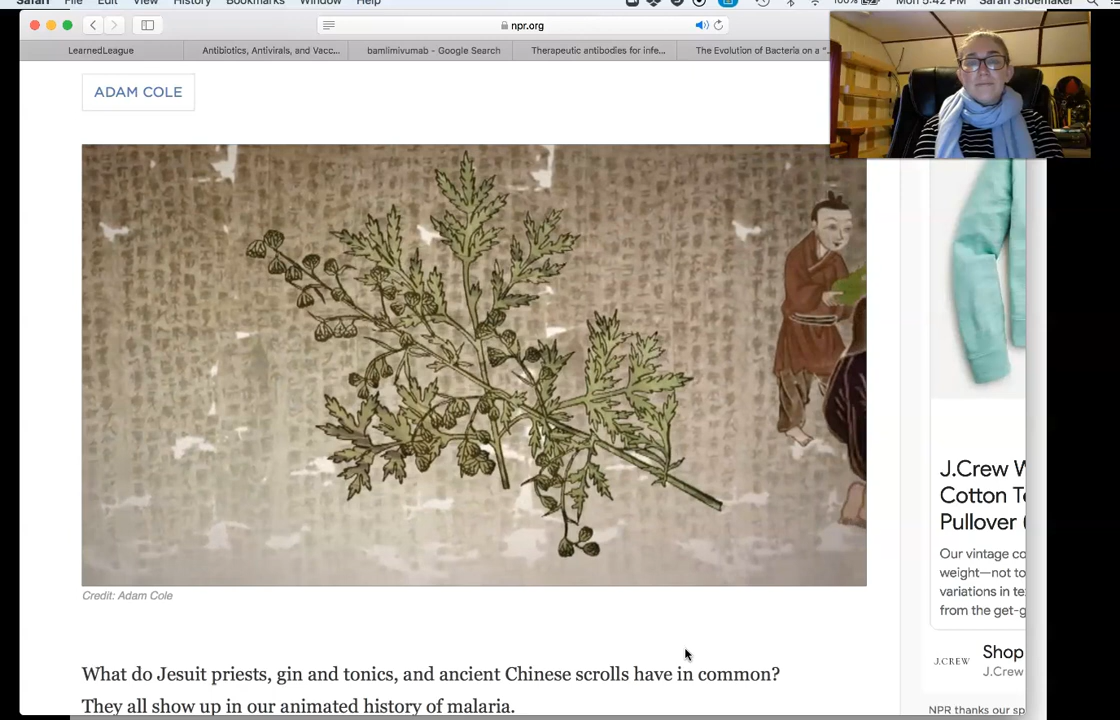 Safari File Edit View History Bookmarks Window Help 100% Mon 5:42 PM Sarah Shoemaker
npr.org
LearnedLeague Antibiotics, Antivirals, and Vacc... bamlimivumab - Google Search Therapeutic antibodies for infe... The Evolution of Bacteria on a “
ADAM COLE
Credit: Adam Cole
What do Jesuit priests, gin and tonics, and ancient Chinese scrolls have in common?
They all show up in our animated history of malaria.
J.Crew W
Cotton Te
Pullover (
Our vintage co
weight—not to
variations in te
from the get-g
J.CREW
Shop
J.Crew
NPR thanks our sp